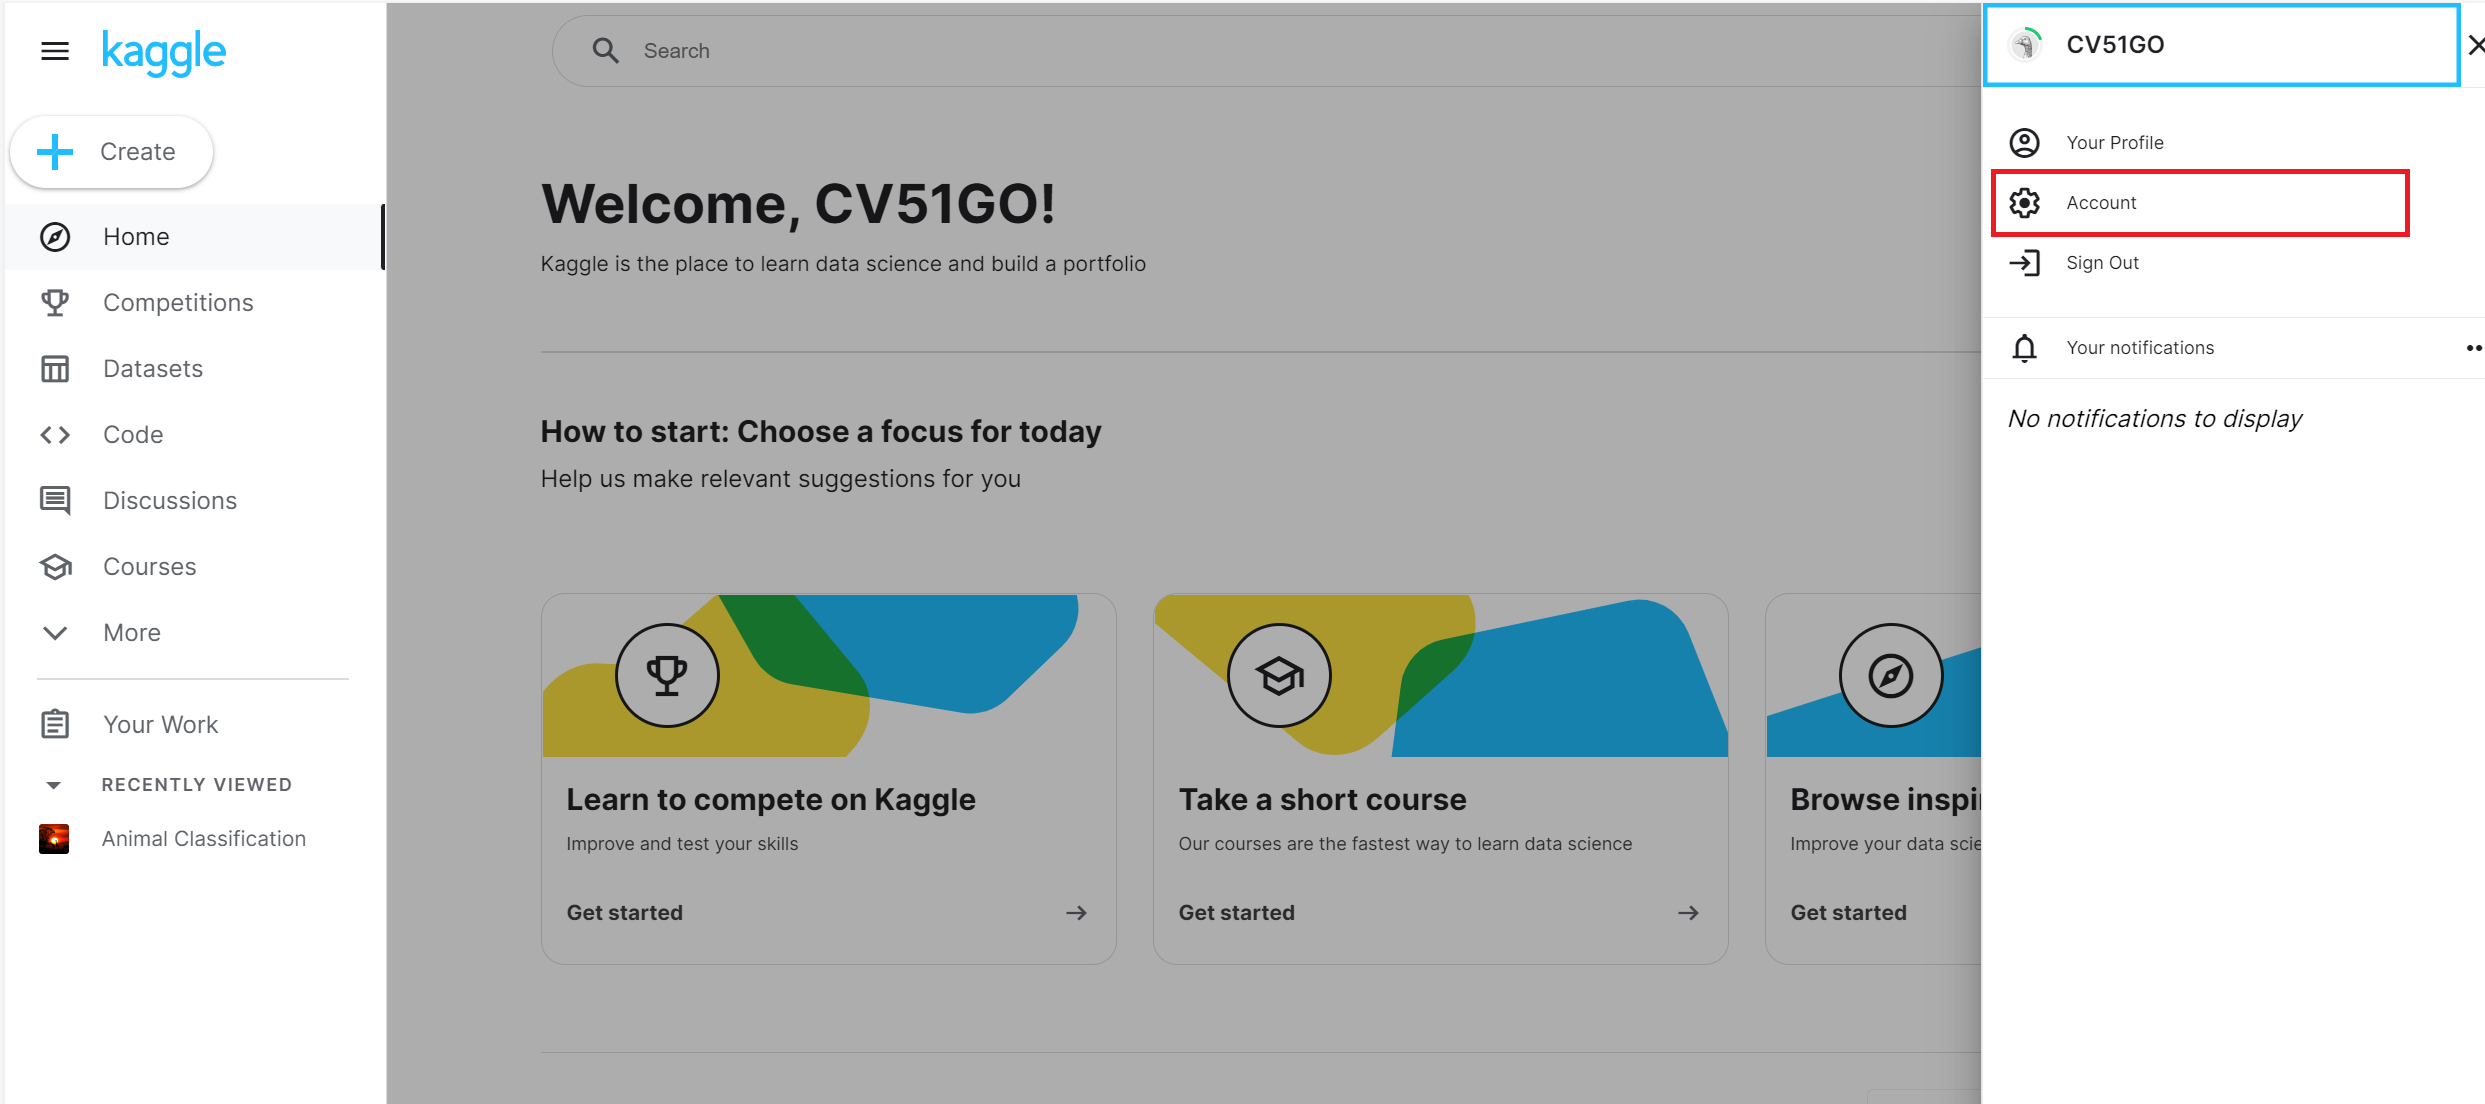 kaggle
Create
Home
Competitions
Datasets
Code
Discussions
Courses
More
Your Work
RECENTLY VIEWED
Animal Classification
Search
Welcome, CV51GO!
Kaggle is the place to learn data science and build a portfolio
How to start: Choose a focus for today
Help us make relevant suggestions for you
Learn to compete on Kaggle
Improve and test your skills
Get started
Take a short course
Our courses are the fastest way to learn data science
Get started
Browse inspi
Improve your data scie
Get started
CV51GO
Your Profile
Account
Sign Out
Your notifications
No notifications to display